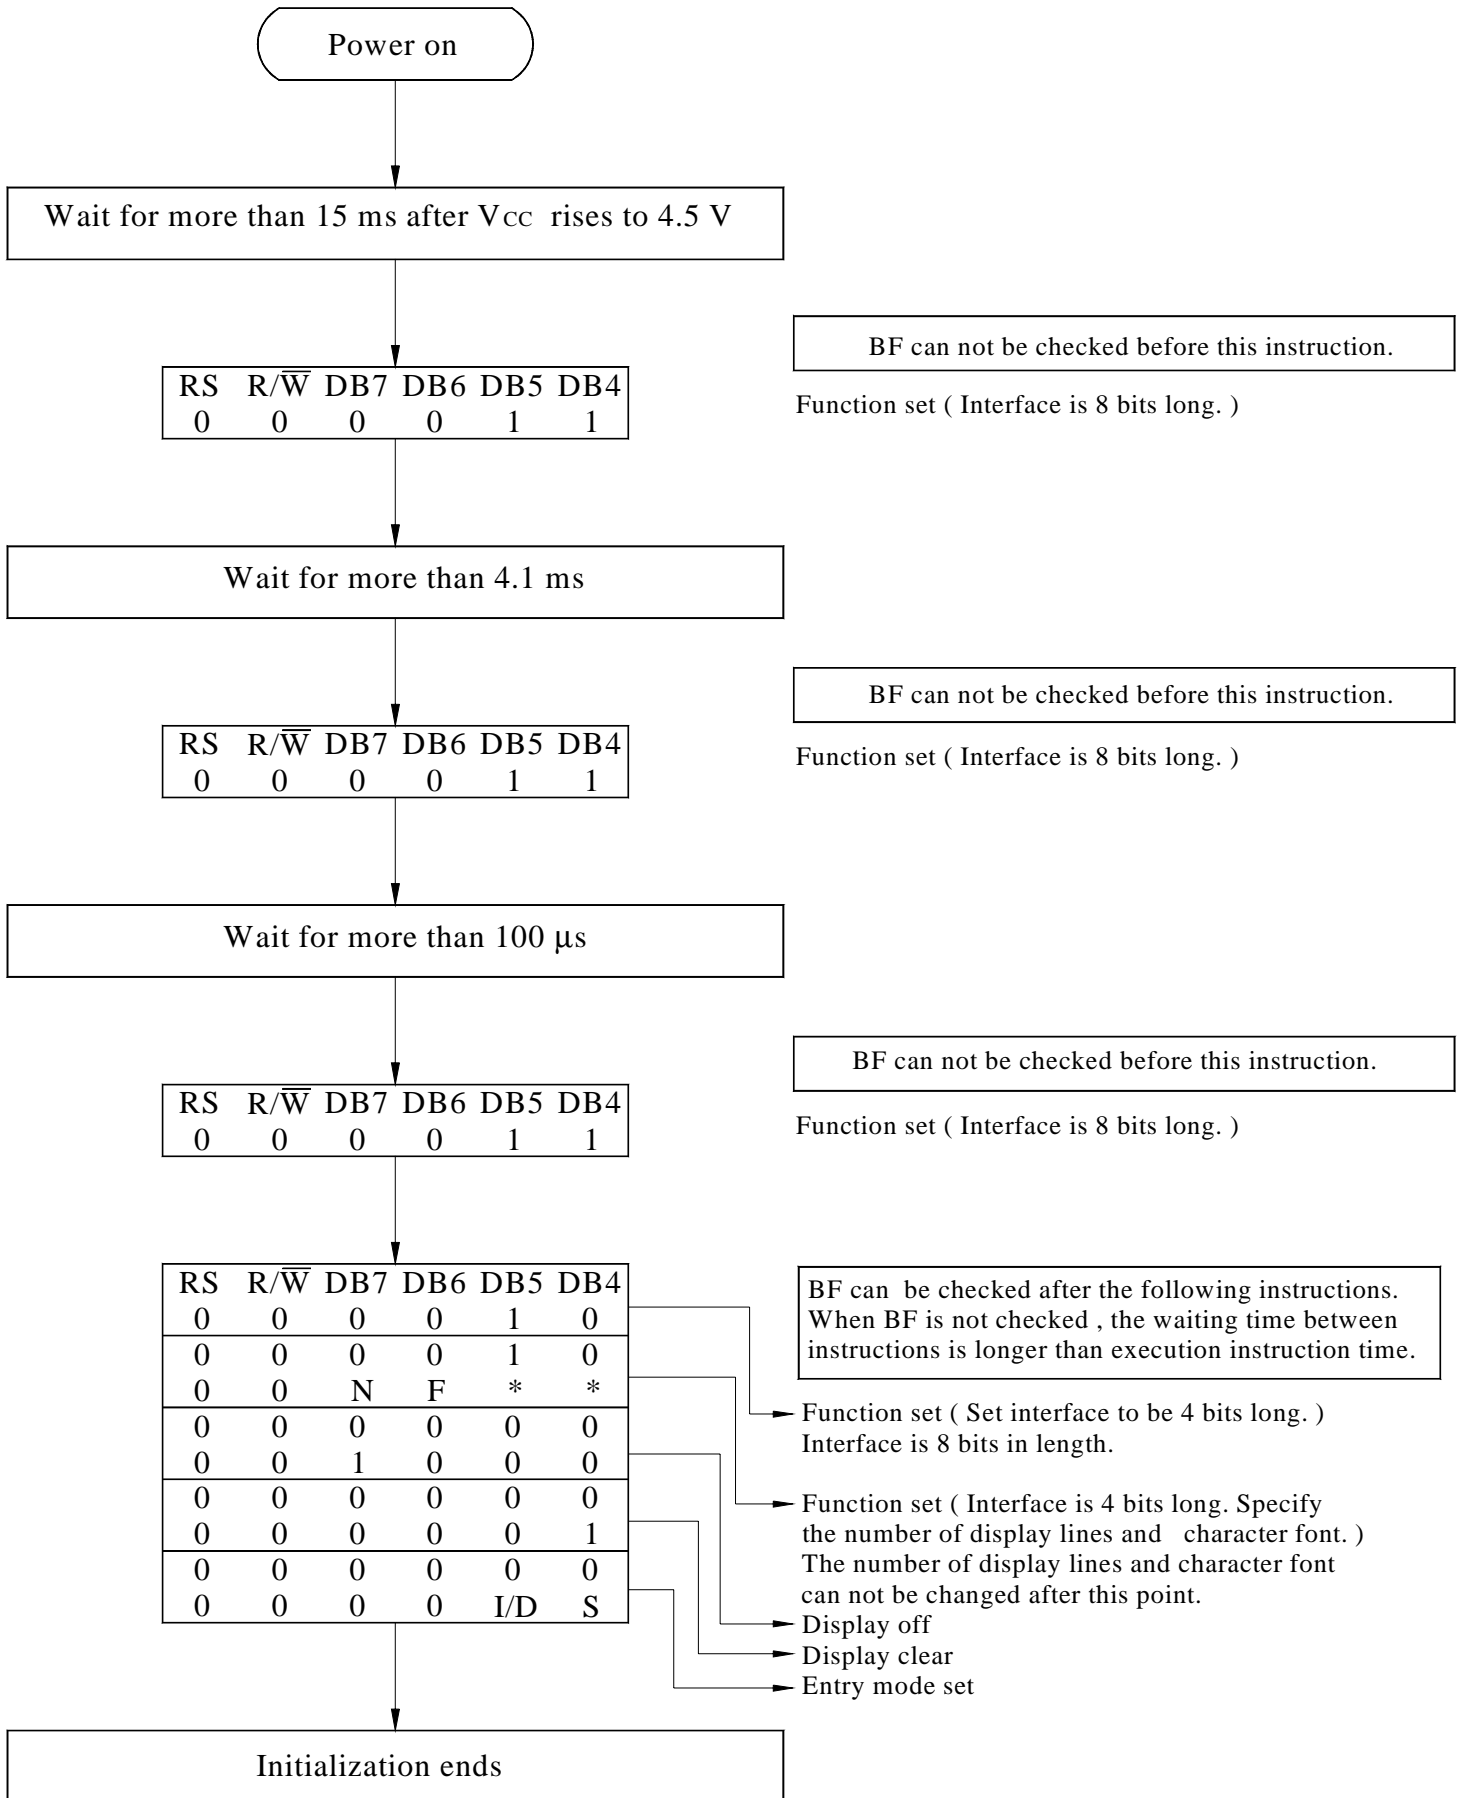 Power on
Wait for more than 15 ms after VCC rises to 4.5 V
BF can not be checked before this instruction.
RS R/W̅ DB7 DB6 DB5 DB4
0 0 0 0 1 1
Function set ( Interface is 8 bits long. )
Wait for more than 4.1 ms
BF can not be checked before this instruction.
RS R/W̅ DB7 DB6 DB5 DB4
0 0 0 0 1 1
Function set ( Interface is 8 bits long. )
Wait for more than 100 μs
BF can not be checked before this instruction.
RS R/W̅ DB7 DB6 DB5 DB4
0 0 0 0 1 1
Function set ( Interface is 8 bits long. )
RS R/W̅ DB7 DB6 DB5 DB4
0 0 0 0 1 0
0 0 0 0 1 0
0 0 N F * *
0 0 0 0 0 0
0 0 1 0 0 0
0 0 0 0 0 0
0 0 0 0 0 1
0 0 0 0 0 0
0 0 0 0 I/D S
BF can be checked after the following instructions.
When BF is not checked , the waiting time between
instructions is longer than execution instruction time.
Function set ( Set interface to be 4 bits long. )
Interface is 8 bits in length.
Function set ( Interface is 4 bits long. Specify
the number of display lines and character font. )
The number of display lines and character font
can not be changed after this point.
Display off
Display clear
Entry mode set
Initialization ends